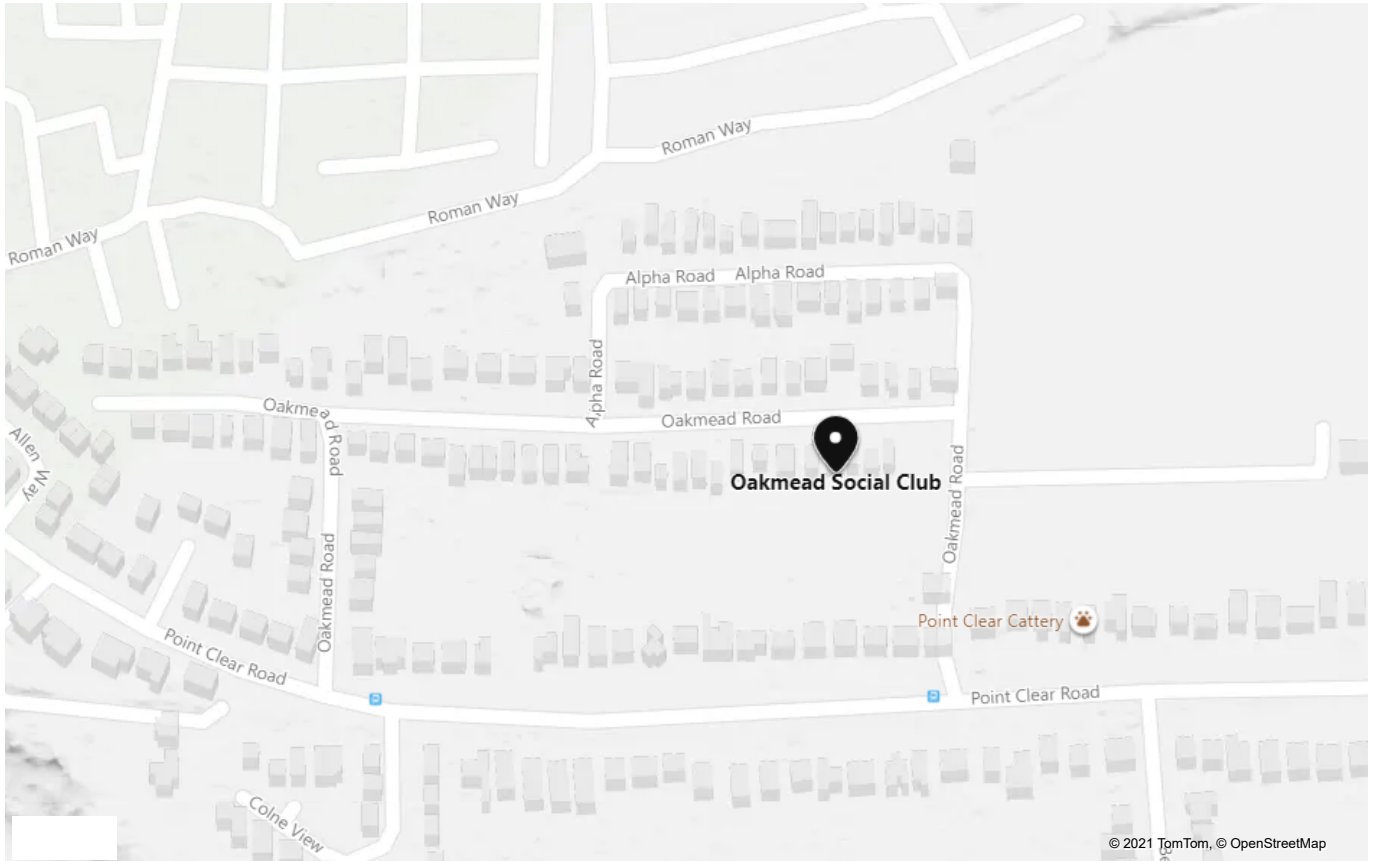 Roman Way
Roman Way
Roman Way
Alpha Road
Alpha Road
Alpha Road
Oakmead Road
Oakmead Road
Oakmead Social Club
Allen Way
Oakmead Road
Oakmead Road
Point Clear Cattery
Point Clear Road
Point Clear Road
Colne View
© 2021 TomTom, © OpenStreetMap